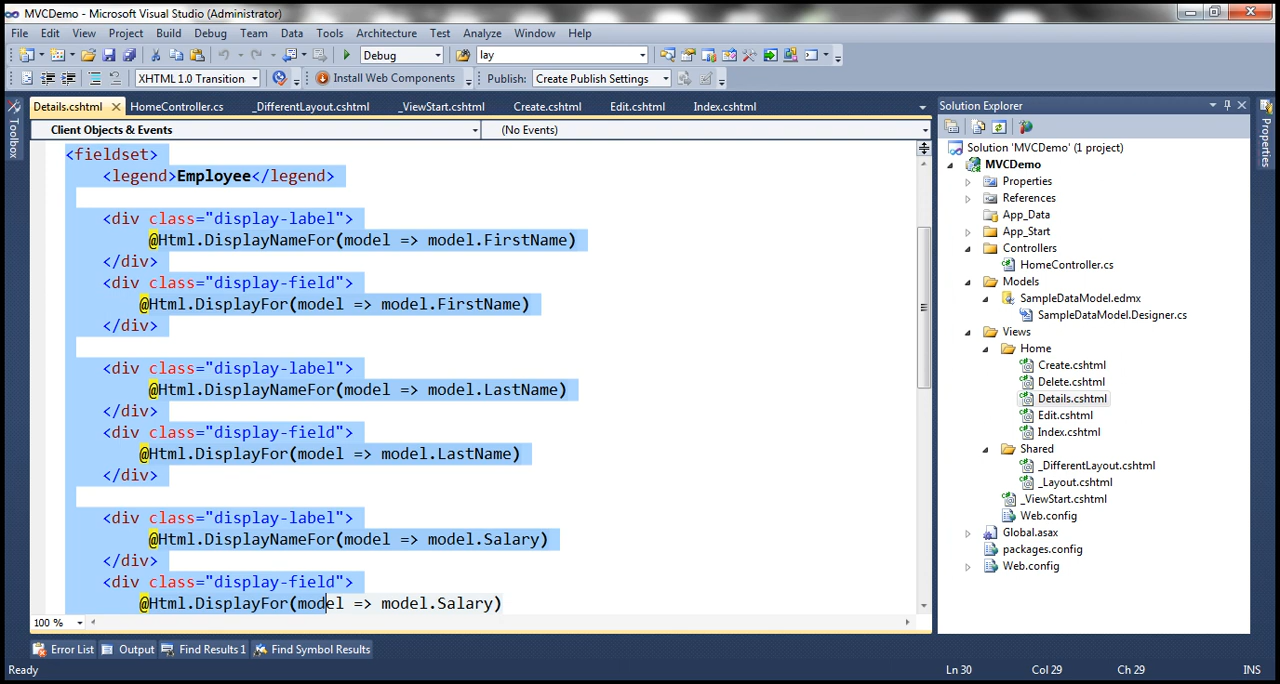 MVCDemo - Microsoft Visual Studio (Administrator)
File Edit View Project Build Debug Team Data Tools Architecture Test Analyze Window Help
Debug lay
XHTML 1.0 Transition Install Web Components Publish: Create Publish Settings
Details.cshtml HomeController.cs _DifferentLayout.cshtml _ViewStart.cshtml Create.cshtml Edit.cshtml Index.cshtml
Client Objects & Events (No Events)
Toolbox
<fieldset>
<legend>Employee</legend>
<div class="display-label">
@Html.DisplayNameFor(model => model.FirstName)
</div>
<div class="display-field">
@Html.DisplayFor(model => model.FirstName)
</div>
<div class="display-label">
@Html.DisplayNameFor(model => model.LastName)
</div>
<div class="display-field">
@Html.DisplayFor(model => model.LastName)
</div>
<div class="display-label">
@Html.DisplayNameFor(model => model.Salary)
</div>
<div class="display-field">
@Html.DisplayFor(model => model.Salary)
100 %
Solution Explorer
Solution 'MVCDemo' (1 project)
MVCDemo
Properties
References
App_Data
App_Start
Controllers
HomeController.cs
Models
SampleDataModel.edmx
SampleDataModel.Designer.cs
Views
Home
Create.cshtml
Delete.cshtml
Details.cshtml
Edit.cshtml
Index.cshtml
Shared
_DifferentLayout.cshtml
_Layout.cshtml
_ViewStart.cshtml
Web.config
Global.asax
packages.config
Web.config
Properties
Error List Output Find Results 1 Find Symbol Results
Ready Ln 30 Col 29 Ch 29 INS